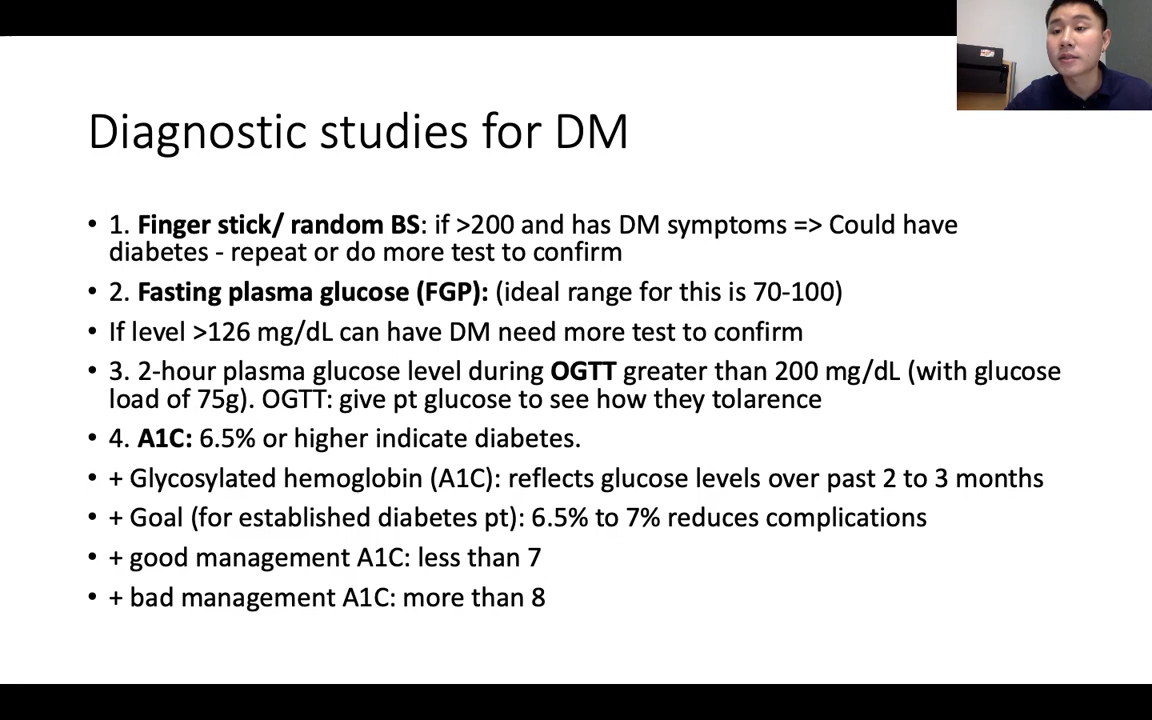 Diagnostic studies for DM
• 1. Finger stick/ random BS: if >200 and has DM symptoms => Could have
diabetes - repeat or do more test to confirm
• 2. Fasting plasma glucose (FGP): (ideal range for this is 70-100)
• If level >126 mg/dL can have DM need more test to confirm
• 3. 2-hour plasma glucose level during OGTT greater than 200 mg/dL (with glucose
load of 75g). OGTT: give pt glucose to see how they tolarence
• 4. A1C: 6.5% or higher indicate diabetes.
• + Glycosylated hemoglobin (A1C): reflects glucose levels over past 2 to 3 months
• + Goal (for established diabetes pt): 6.5% to 7% reduces complications
• + good management A1C: less than 7
• + bad management A1C: more than 8